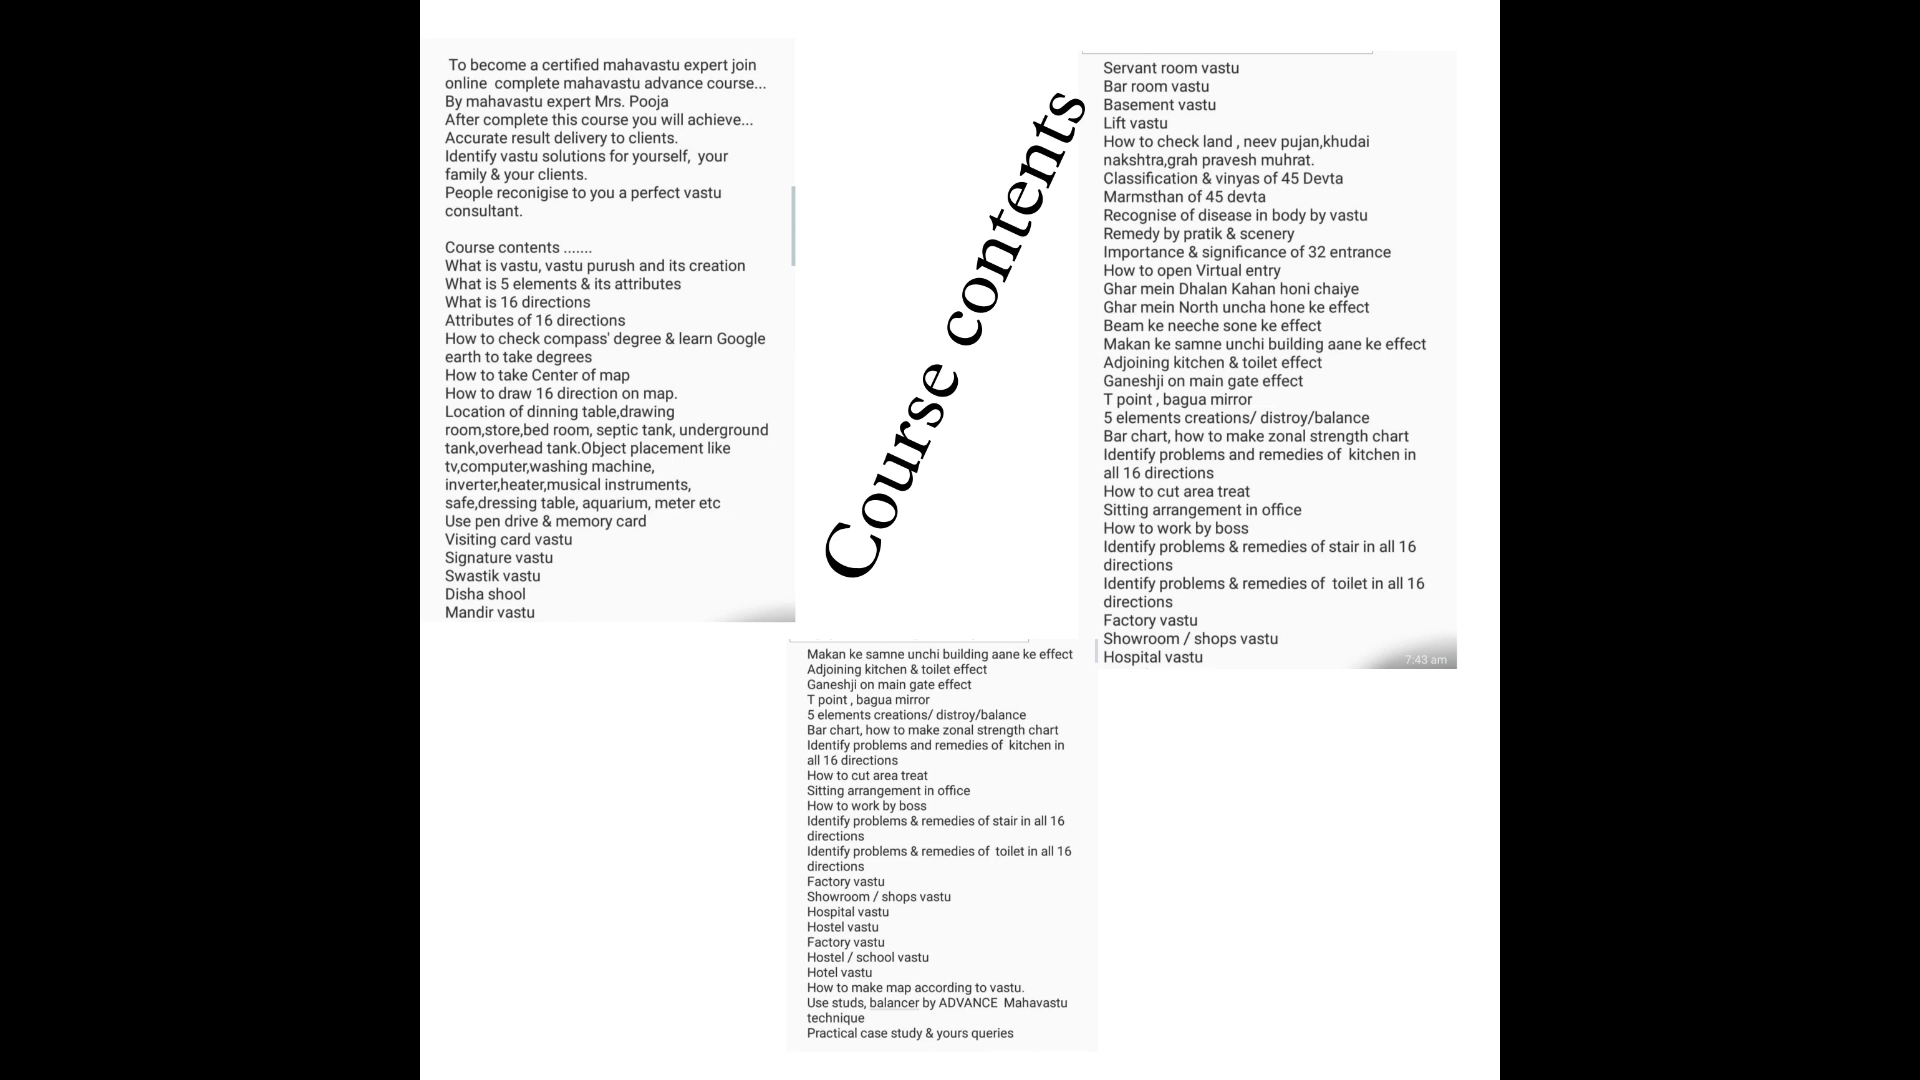 To become a certified mahavastu expert join
online complete mahavastu advance course...
By mahavastu expert Mrs. Pooja
After complete this course you will achieve...
Accurate result delivery to clients.
Identify vastu solutions for yourself, your
family & your clients.
People reconigise to you a perfect vastu
consultant.
Course contents .......
What is vastu, vastu purush and its creation
What is 5 elements & its attributes
What is 16 directions
Attributes of 16 directions
How to check compass' degree & learn Google
earth to take degrees
How to take Center of map
How to draw 16 direction on map.
Location of dinning table,drawing
room,store,bed room, septic tank, underground
tank,overhead tank.Object placement like
tv,computer,washing machine,
inverter,heater,musical instruments,
safe,dressing table, aquarium, meter etc
Use pen drive & memory card
Visiting card vastu
Signature vastu
Swastik vastu
Disha shool
Mandir vastu
Course contents
Servant room vastu
Bar room vastu
Basement vastu
Lift vastu
How to check land , neev pujan,khudai
nakshtra,grah pravesh muhrat.
Classification & vinyas of 45 Devta
Marmsthan of 45 devta
Recognise of disease in body by vastu
Remedy by pratik & scenery
Importance & significance of 32 entrance
How to open Virtual entry
Ghar mein Dhalan Kahan honi chaiye
Ghar mein North uncha hone ke effect
Beam ke neeche sone ke effect
Makan ke samne unchi building aane ke effect
Adjoining kitchen & toilet effect
Ganeshji on main gate effect
T point , bagua mirror
5 elements creations/ distroy/balance
Bar chart, how to make zonal strength chart
Identify problems and remedies of kitchen in
all 16 directions
How to cut area treat
Sitting arrangement in office
How to work by boss
Identify problems & remedies of stair in all 16
directions
Identify problems & remedies of toilet in all 16
directions
Factory vastu
Showroom / shops vastu
Hospital vastu
7:43 am
Makan ke samne unchi building aane ke effect
Adjoining kitchen & toilet effect
Ganeshji on main gate effect
T point , bagua mirror
5 elements creations/ distroy/balance
Bar chart, how to make zonal strength chart
Identify problems and remedies of kitchen in
all 16 directions
How to cut area treat
Sitting arrangement in office
How to work by boss
Identify problems & remedies of stair in all 16
directions
Identify problems & remedies of toilet in all 16
directions
Factory vastu
Showroom / shops vastu
Hospital vastu
Hostel vastu
Factory vastu
Hostel / school vastu
Hotel vastu
How to make map according to vastu.
Use studs, balancer by ADVANCE Mahavastu
technique
Practical case study & yours queries